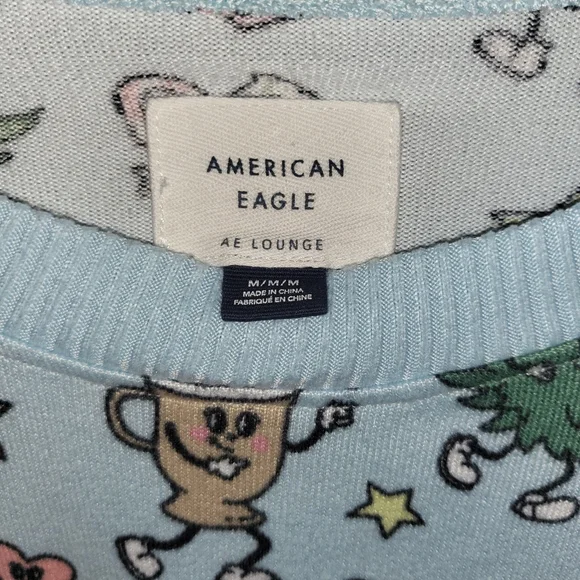 AMERICAN
EAGLE
AE LOUNGE
M/M/M
MADE IN CHINA
FABRIQUÉ EN CHINE